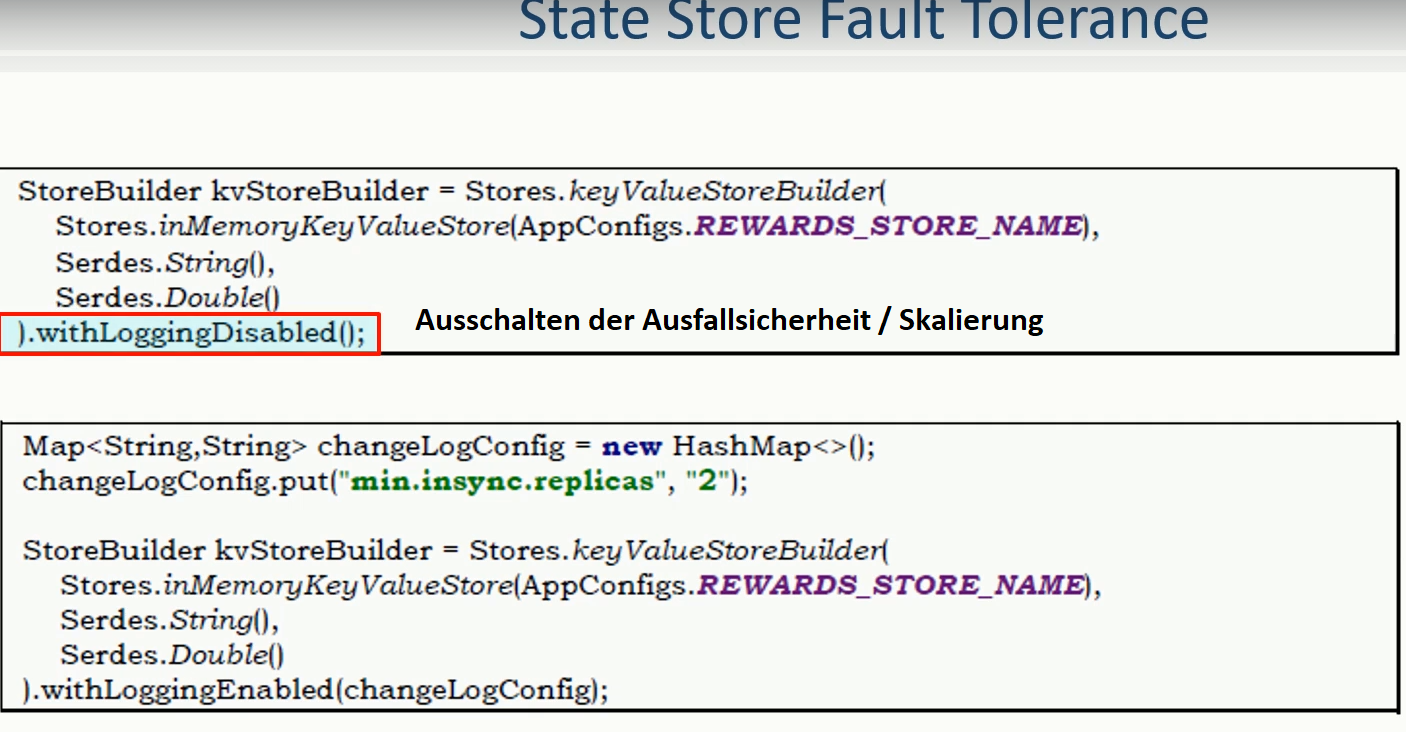 State Store Fault Tolerance
StoreBuilder kvStoreBuilder = Stores.keyValueStoreBuilder(
Stores.inMemoryKeyValueStore(AppConfigs.REWARDS_STORE_NAME),
Serdes.String(),
Serdes.Double()
).withLoggingDisabled();
Ausschalten der Ausfallsicherheit / Skalierung
Map<String,String> changeLogConfig = new HashMap<>();
changeLogConfig.put("min.insync.replicas", "2");
StoreBuilder kvStoreBuilder = Stores.keyValueStoreBuilder(
Stores.inMemoryKeyValueStore(AppConfigs.REWARDS_STORE_NAME),
Serdes.String(),
Serdes.Double()
).withLoggingEnabled(changeLogConfig);